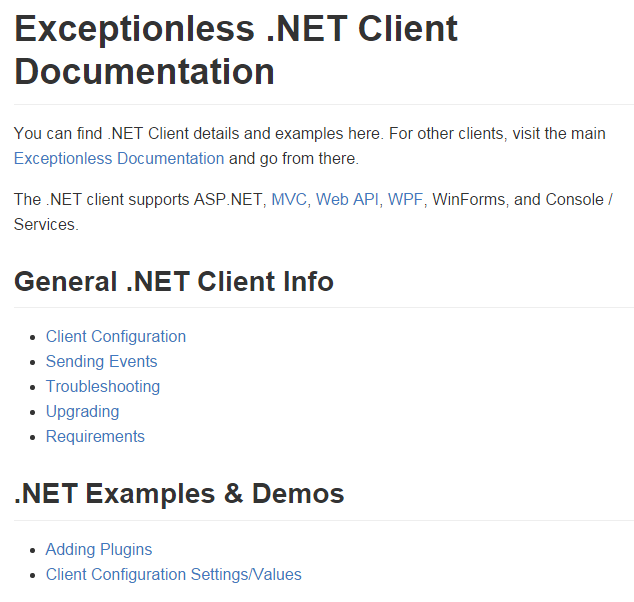 Exceptionless .NET Client
Documentation
You can find .NET Client details and examples here. For other clients, visit the main
Exceptionless Documentation and go from there.
The .NET client supports ASP.NET, MVC, Web API, WPF, WinForms, and Console /
Services.
General .NET Client Info
• Client Configuration
• Sending Events
• Troubleshooting
• Upgrading
• Requirements
.NET Examples & Demos
• Adding Plugins
• Client Configuration Settings/Values